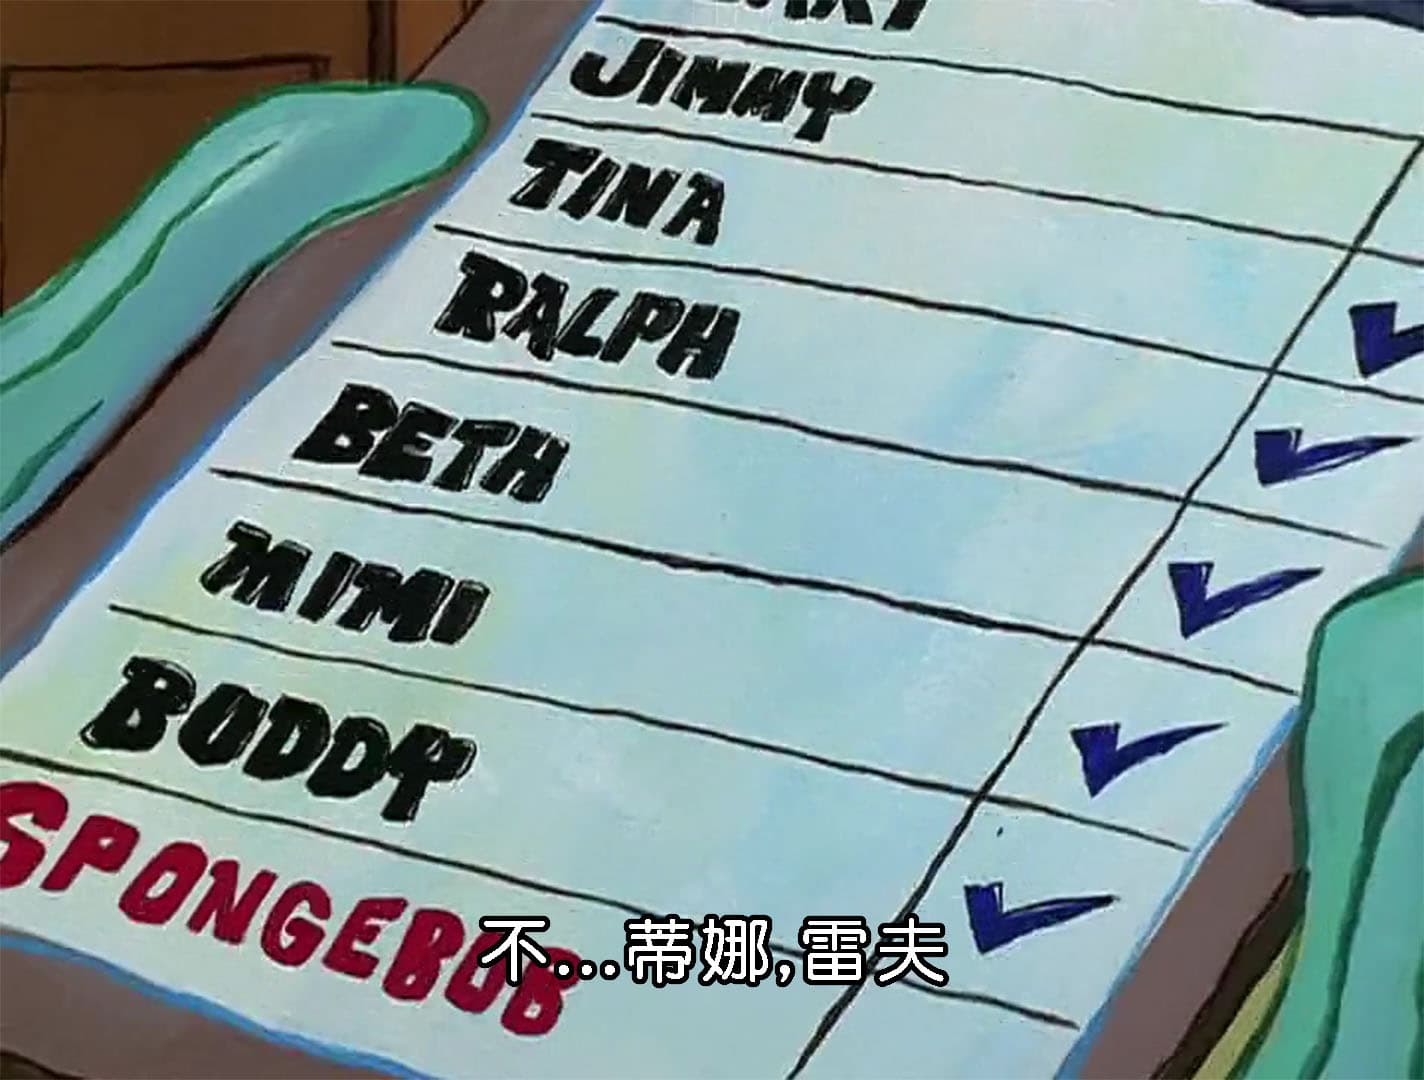 JIMMY
TINA
RALPH
BETH
MIMI
BUDDY
SPONGEBOB
不...蒂娜,雷夫